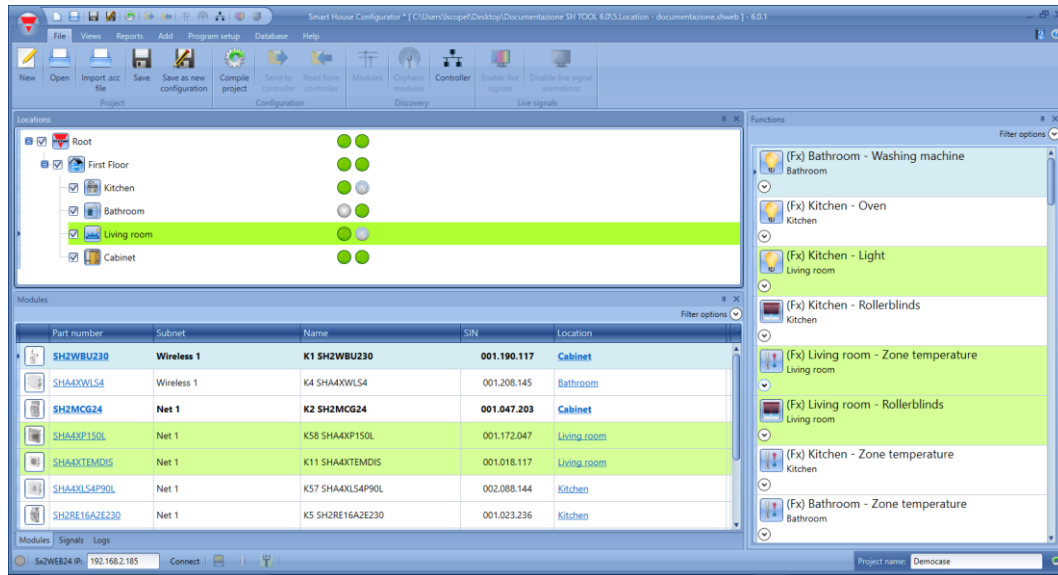 Smart House Configurator * [ C:\Users\lscopel\Desktop\Documentazione SH TOOL 6.0\5.Location - documentazione.shweb ] - 6.0.1
File Views Reports Add Program setup Database Help
New Open Import .scc file Save Save as new configuration Compile project Send to controller Read from controller Modules Orphans modules Controller Enable live signals Disable live signal animations
Project Configuration Discovery Live signals
Locations
Root
First Floor
Kitchen
Bathroom
Living room
Cabinet
Modules
Filter options
Part number Subnet Name SIN Location
SH2WBU230 Wireless 1 K1 SH2WBU230 001.190.117 Cabinet
SHA4XWLS4 Wireless 1 K4 SHA4XWLS4 001.208.145 Bathroom
SH2MCG24 Net 1 K2 SH2MCG24 001.047.203 Cabinet
SHA4XP150L Net 1 K58 SHA4XP150L 001.172.047 Living room
SHA4XTEMDIS Net 1 K11 SHA4XTEMDIS 001.018.117 Living room
SHA4XLS4P90L Net 1 K57 SHA4XLS4P90L 002.088.144 Kitchen
SH2RE16A2E230 Net 1 K5 SH2RE16A2E230 001.023.236 Kitchen
Modules Signals Logs
Functions
Filter options
(Fx) Bathroom - Washing machine
Bathroom
(Fx) Kitchen - Oven
Kitchen
(Fx) Kitchen - Light
Living room
(Fx) Kitchen - Rollerblinds
Kitchen
(Fx) Living room - Zone temperature
Living room
(Fx) Living room - Rollerblinds
Living room
(Fx) Kitchen - Zone temperature
Kitchen
(Fx) Bathroom - Zone temperature
Bathroom
Sx2WEB24 IP: 192.168.2.185 Connect
Project name: Democase